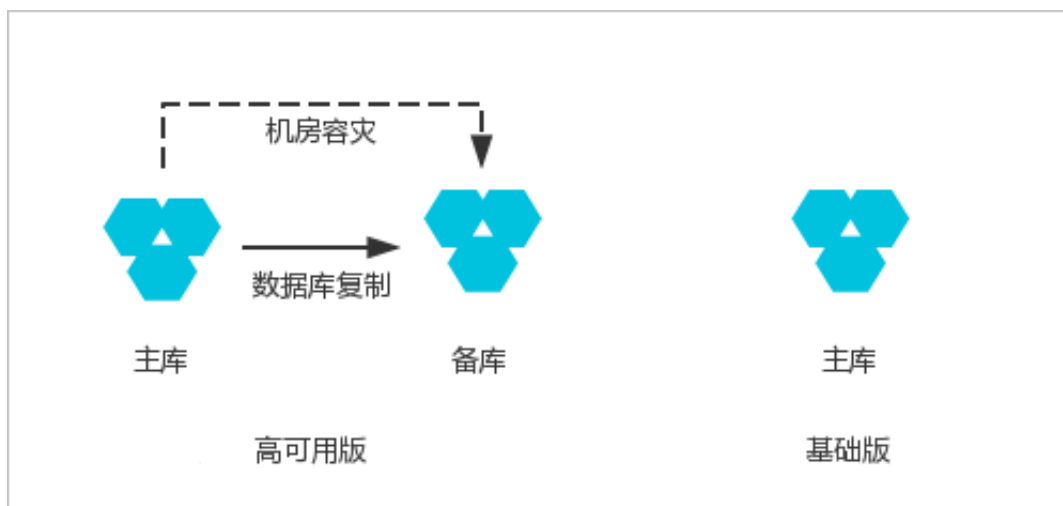 机房容灾
数据库复制
主库
备库
主库
高可用版
基础版